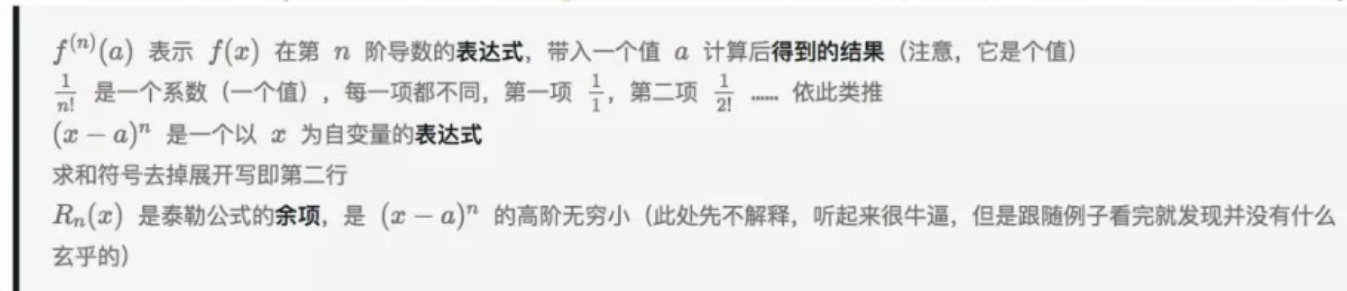 f^{(n)}(a) 表示 f(x) 在第 n 阶导数的表达式，带入一个值 a 计算后得到的结果（注意，它是个值）
\frac{1}{n!} 是一个系数（一个值），每一项都不同，第一项 \frac{1}{1}，第二项 \frac{1}{2!} …… 依此类推
(x − a)^n 是一个以 x 为自变量的表达式
求和符号去掉展开写即第二行
R_n(x) 是泰勒公式的余项，是 (x − a)^n 的高阶无穷小（此处先不解释，听起来很牛逼，但是跟随例子看完就发现并没有什么
玄乎的）